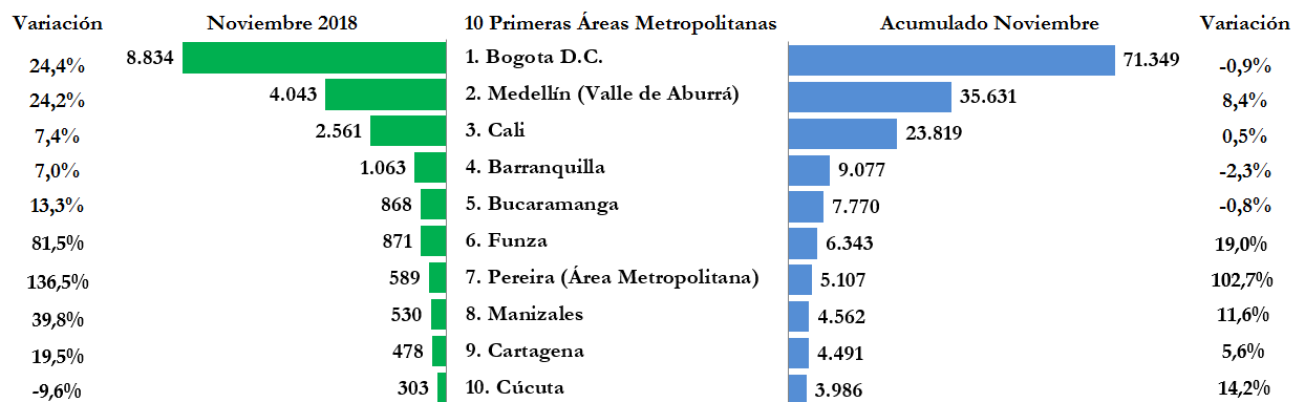 Variación Noviembre 2018 10 Primeras Áreas Metropolitanas Acumulado Noviembre Variación
24,4% 8.834 1. Bogota D.C. 71.349 -0,9%
24,2% 4.043 2. Medellín (Valle de Aburrá) 35.631 8,4%
7,4% 2.561 3. Cali 23.819 0,5%
7,0% 1.063 4. Barranquilla 9.077 -2,3%
13,3% 868 5. Bucaramanga 7.770 -0,8%
81,5% 871 6. Funza 6.343 19,0%
136,5% 589 7. Pereira (Área Metropolitana) 5.107 102,7%
39,8% 530 8. Manizales 4.562 11,6%
19,5% 478 9. Cartagena 4.491 5,6%
-9,6% 303 10. Cúcuta 3.986 14,2%